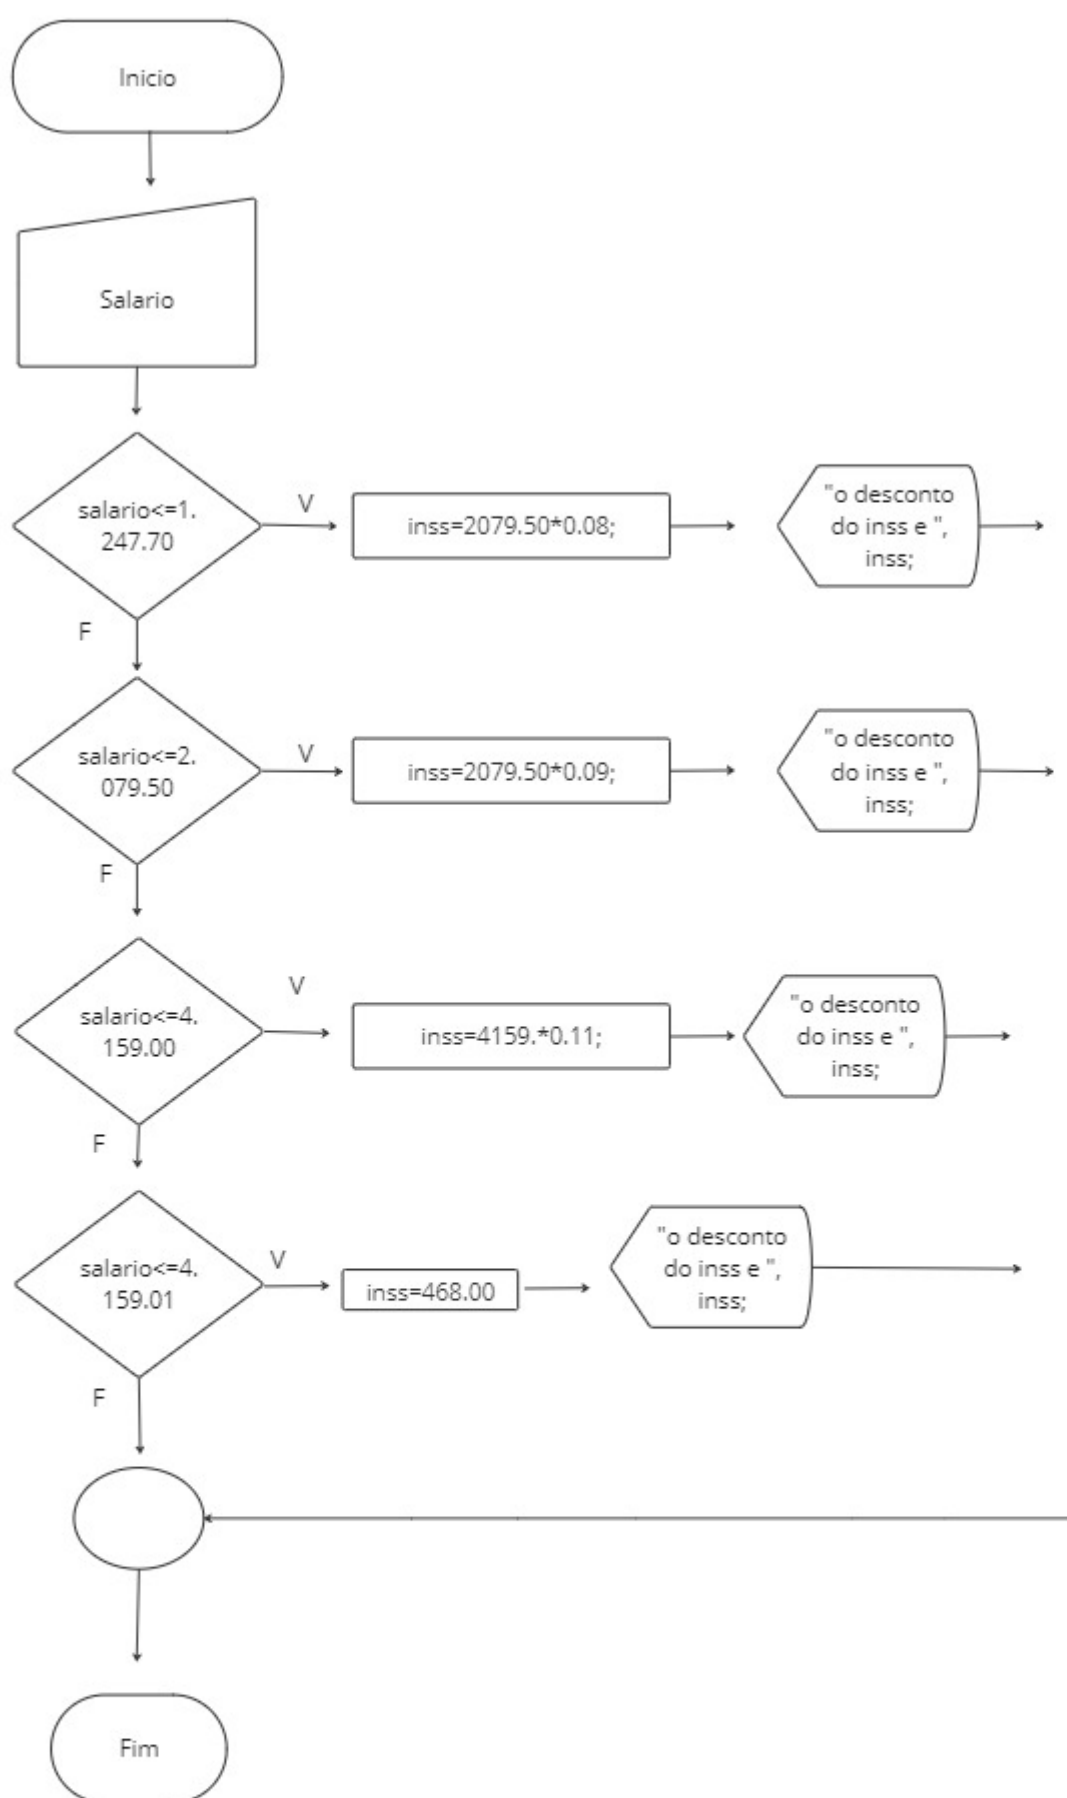 Inicio
Salario
salario<=1.
247.70
V
inss=2079.50*0.08;
"o desconto
do inss e ",
inss;
F
salario<=2.
079.50
V
inss=2079.50*0.09;
"o desconto
do inss e ",
inss;
F
salario<=4.
159.00
V
inss=4159.*0.11;
"o desconto
do inss e ",
inss;
F
salario<=4.
159.01
V
inss=468.00
"o desconto
do inss e ",
inss;
F
Fim